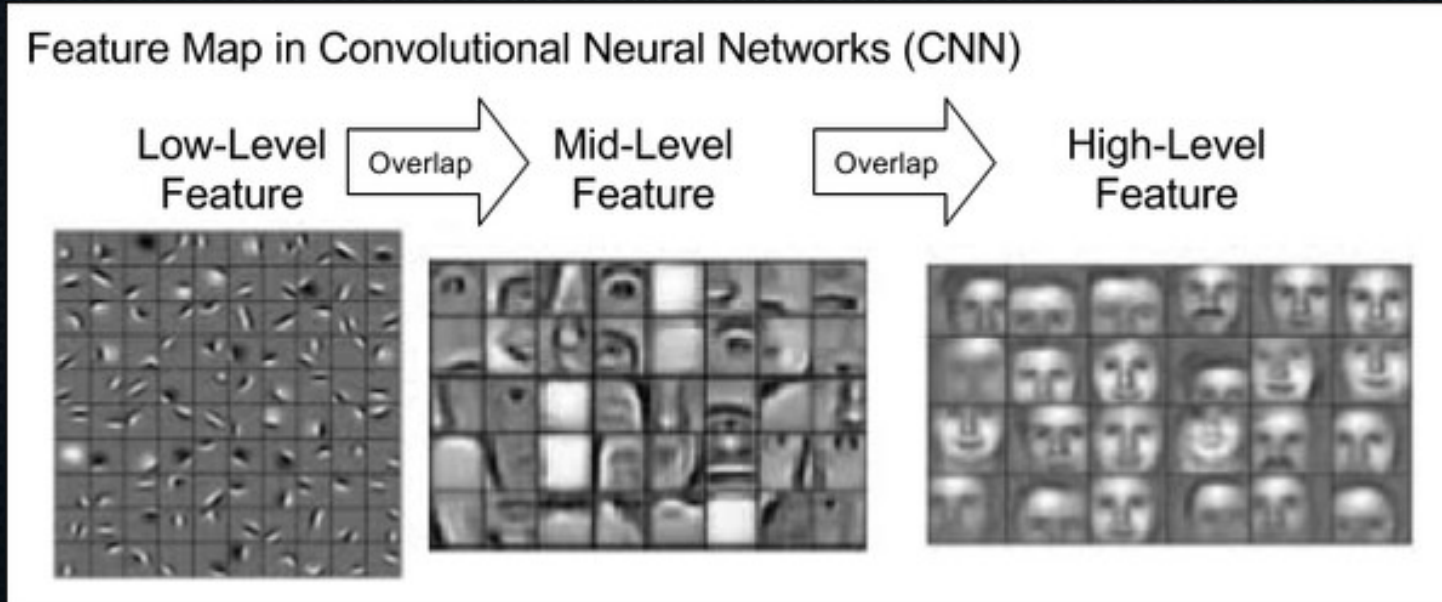 Feature Map in Convolutional Neural Networks (CNN)
Low-Level
Feature
Overlap
Mid-Level
Feature
Overlap
High-Level
Feature